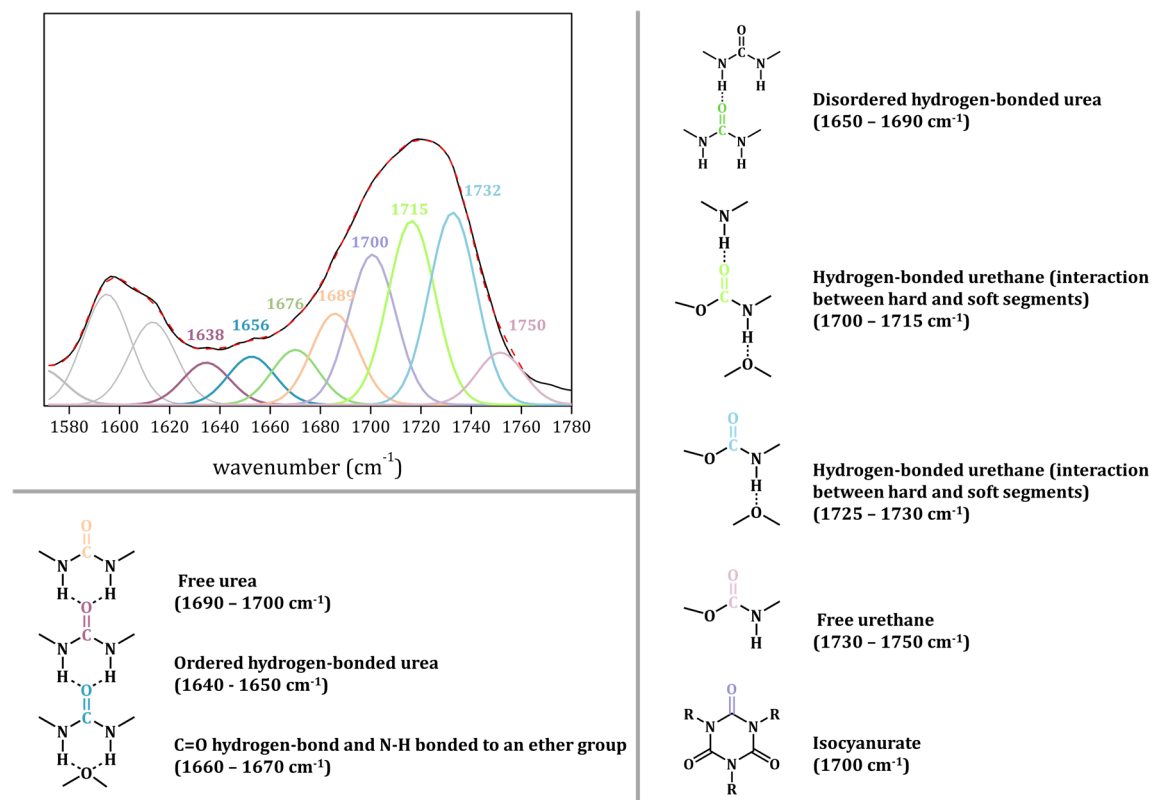 1638
1656
1676
1689
1700
1715
1732
1750
1580 1600 1620 1640 1660 1680 1700 1720 1740 1760 1780
wavenumber (cm-1)
O
C
N N
H H
O
C
N N
H H
O
C
N N
H H
O
Free urea
(1690 – 1700 cm-1)
Ordered hydrogen-bonded urea
(1640 - 1650 cm-1)
C=O hydrogen-bond and N-H bonded to an ether group
(1660 – 1670 cm-1)
O
C
N N
H H
O
C
N N
H H
Disordered hydrogen-bonded urea
(1650 – 1690 cm-1)
N
H
O
C
O N
H
O
Hydrogen-bonded urethane (interaction
between hard and soft segments)
(1700 – 1715 cm-1)
O
C
O N
H
O
Hydrogen-bonded urethane (interaction
between hard and soft segments)
(1725 – 1730 cm-1)
O
C
O N
H
Free urethane
(1730 – 1750 cm-1)
O
R R
N N
O N O
R
Isocyanurate
(1700 cm-1)